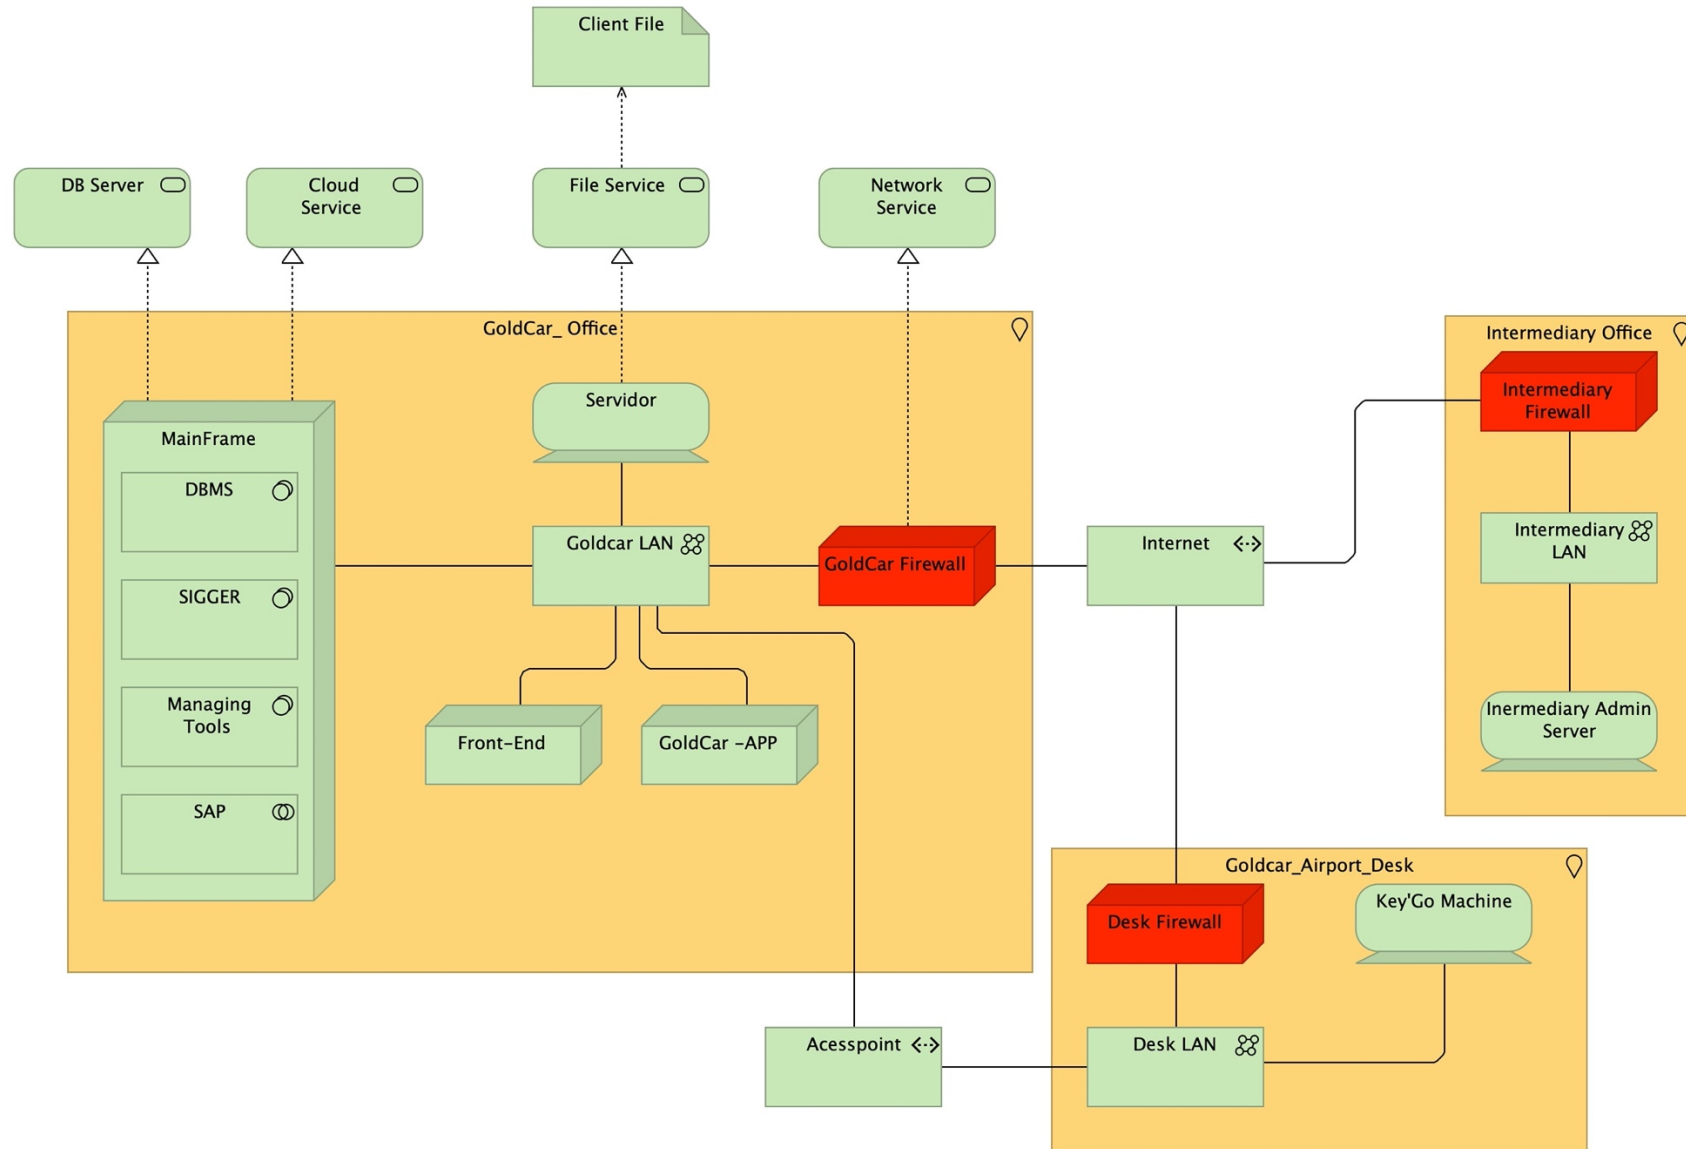 Client File
DB Server
Cloud
Service
File Service
Network
Service
GoldCar_ Office
Intermediary Office
Intermediary
Firewall
Servidor
MainFrame
DBMS
SIGGER
Managing
Tools
SAP
Goldcar LAN
GoldCar Firewall
Internet
Intermediary
LAN
Front-End
GoldCar -APP
Inermediary Admin
Server
Goldcar_Airport_Desk
Desk Firewall
Key'Go Machine
Acesspoint
Desk LAN